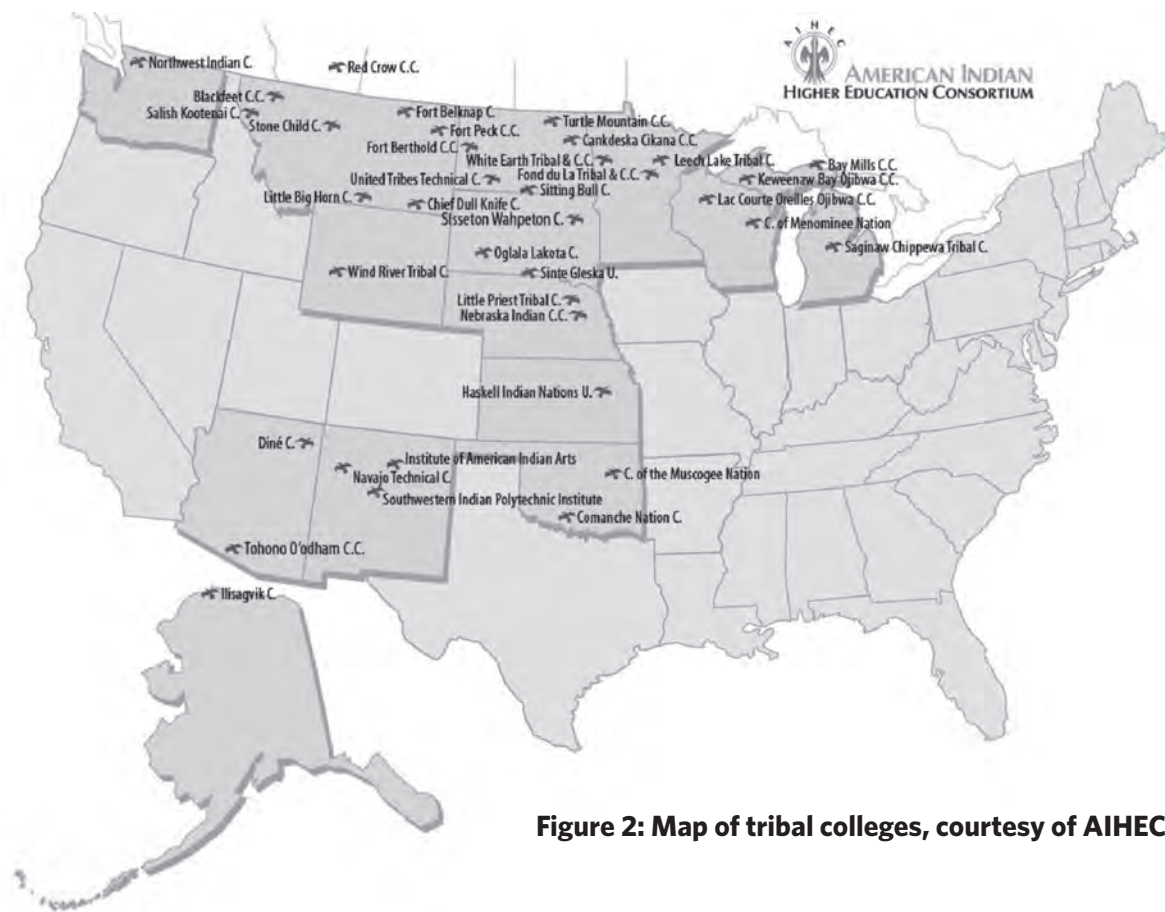 AIHEC
AMERICAN INDIAN
HIGHER EDUCATION CONSORTIUM
Northwest Indian C.
Red Crow C.C.
Blackfeet C.C.
Salish Kootenai C.
Stone Child C.
Fort Belknap C.
Fort Peck C.C.
Fort Berthold C.C.
Turtle Mountain C.C.
Cankdeska Cikana C.C.
White Earth Tribal & C.C.
Leech Lake Tribal C.
Bay Mills C.C.
Fond du La Tribal & C.C.
Keweenaw Bay Ojibwa C.C.
United Tribes Technical C.
Sitting Bull C.
Little Big Horn C.
Chief Dull Knife C.
Lac Courte Oreilles Ojibwa C.C.
Sisseton Wahpeton C.
C. of Menominee Nation
Saginaw Chippewa Tribal C.
Oglala Lakota C.
Wind River Tribal C.
Sinte Gleska U.
Little Priest Tribal C.
Nebraska Indian C.C.
Haskell Indian Nations U.
Diné C.
Institute of American Indian Arts
Navajo Technical C.
C. of the Muscogee Nation
Southwestern Indian Polytechnic Institute
Comanche Nation C.
Tohono O'odham C.C.
Ilisagvik C.
Figure 2: Map of tribal colleges, courtesy of AIHEC